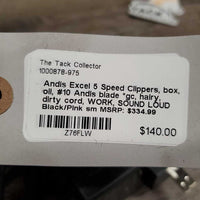 The Tack Collector
1000878-975
Andis Excel 5 Speed Clippers, box,
oil, #10 Andis blade *gc, hairy,
dirty cord, WORK, SOUND LOUD
Black/Pink sm MSRP: $334.99
Z76FLW
$140.00